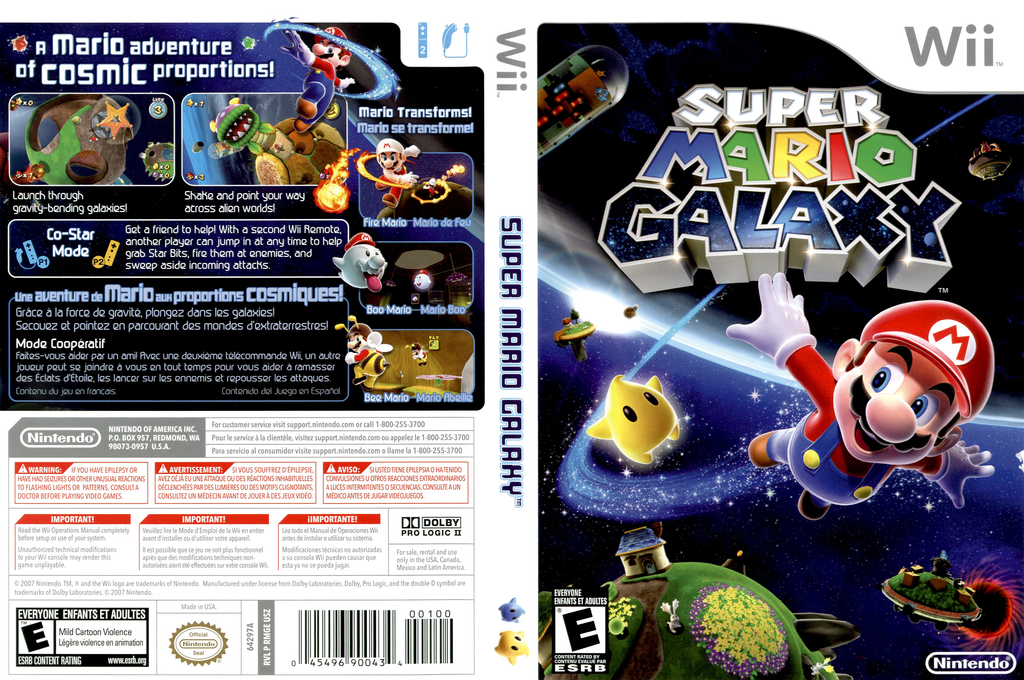 A Mario adventure
of cosmic proportions!
2
x0
3
x1
x0
x0
x1
x1
x3
Launch through
gravity-bending galaxies!
Shake and point your way
across alien worlds!
Mario Transforms!
Mario se transforme!
Fire Mario Mario de Feu
Co-Star
Mode
P1
P2
Get a friend to help! With a second Wii Remote,
another player can jump in at any time to help
grab Star Bits, fire them at enemies, and
sweep aside incoming attacks.
Boo Mario Mario Boo
Une aventure de Mario aux proportions cosmiques!
Grâce à la force de gravité, plongez dans les galaxies!
Secouez et pointez en parcourant des mondes d'extraterrestres!
Mode Coopératif
Faites-vous aider par un ami! Avec une deuxième télécommande Wii, un autre
joueur peut se joindre à vous en tout temps pour vous aider à ramasser
des Éclats d'Étoile, les lancer sur les ennemis et repousser les attaques.
Contenu du jeu en français.
Contenido del Juego en Español
FLY
Bee Mario Mario Abeille
Nintendo
NINTENDO OF AMERICA INC.
P.O. BOX 957, REDMOND, WA
98073-0957 U.S.A.
For customer service visit support.nintendo.com or call 1-800-255-3700
Pour le service à la clientèle, visitez support.nintendo.com ou appelez le 1-800-255-3700
Para servicio al consumidor visite support.nintendo.com o llame la 1-800-255-3700
WARNING: IF YOU HAVE EPILEPSY OR
HAVE HAD SEIZURES OR OTHER UNUSUAL REACTIONS
TO FLASHING LIGHTS OR PATTERNS, CONSULT A
DOCTOR BEFORE PLAYING VIDEO GAMES.
AVERTISSEMENT: SI VOUS SOUFFREZ D'ÉPILEPSIE,
AVEZ DÉJÀ EU UNE ATTAQUE OU DES RÉACTIONS INHABITUELLES
DÉCLENCHÉES PAR DES LUMIÈRES OU DES MOTIFS CLIGNOTANTS,
CONSULTEZ UN MÉDECIN AVANT DE JOUER À DES JEUX VIDÉO.
AVISO: SI USTED TIENE EPILEPSIA O HA TENIDO
CONVULSIONES U OTROS REACCIONES EXTRAORDINARIOS
A LUCES INTERMITENTES O SECUENCIAS, CONSULTE A UN
MÉDICO ANTES DE JUGAR VIDEOJUEGOS.
IMPORTANT!
Read the Wii Operations Manual completely
before setup or use of your system.
Unauthorized technical modifications
to your Wii console may render this
game unplayable.
IMPORTANT!
Veuillez lire le Mode d'Emploi de la Wii en entier
avant d'installer ou d'utiliser votre appareil.
Il est possible que ce jeu ne soit plus fonctionnel
après que des modifications techniques non-
autorisées aient été effectuées sur votre console Wii.
¡IMPORTANTE!
Lea todo el Manual de Operaciones Wii
antes de instalar o utilizar su sistema.
Modificaciones técnicas no autorizadas
a su consola Wii pueden causar que
esta ya no se pueda jugar.
DOLBY
PRO LOGIC II
For sale, rental and use
only in the USA, Canada,
Mexico and Latin America.
© 2007 Nintendo. TM, ® and the Wii logo are trademarks of Nintendo. Manufactured under license from Dolby Laboratories. Dolby, Pro Logic, and the double-D symbol are
trademarks of Dolby Laboratories. © 2007 Nintendo.
EVERYONE ENFANTS ET ADULTES
E
TM
Mild Cartoon Violence
Légère violence en animation
ESRB CONTENT RATING www.esrb.org
Made in USA.
Official
Nintendo
Seal
64297A
RVL P RMGE USZ
00100
0 45496 90043 4
Wii
SUPER MARIO GALAXY™
Wii™
SUPER
MARIO
GALAXY
TM
M
EVERYONE
ENFANTS ET ADULTES
E
CONTENT RATED BY
CONTENU ÉVALUÉ PAR
ESRB
Nintendo